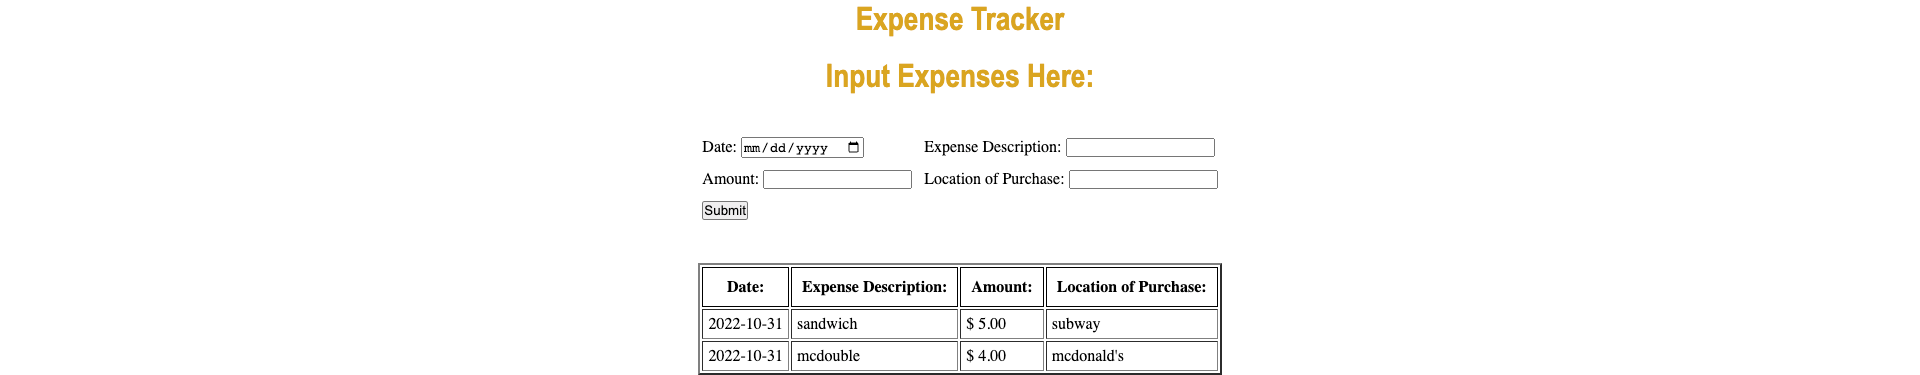 Expense Tracker
Input Expenses Here:
Date: mm/dd/yyyy Expense Description:
Amount: Location of Purchase:
Submit
Date: Expense Description: Amount: Location of Purchase:
2022-10-31 sandwich $ 5.00 subway
2022-10-31 mcdouble $ 4.00 mcdonald's